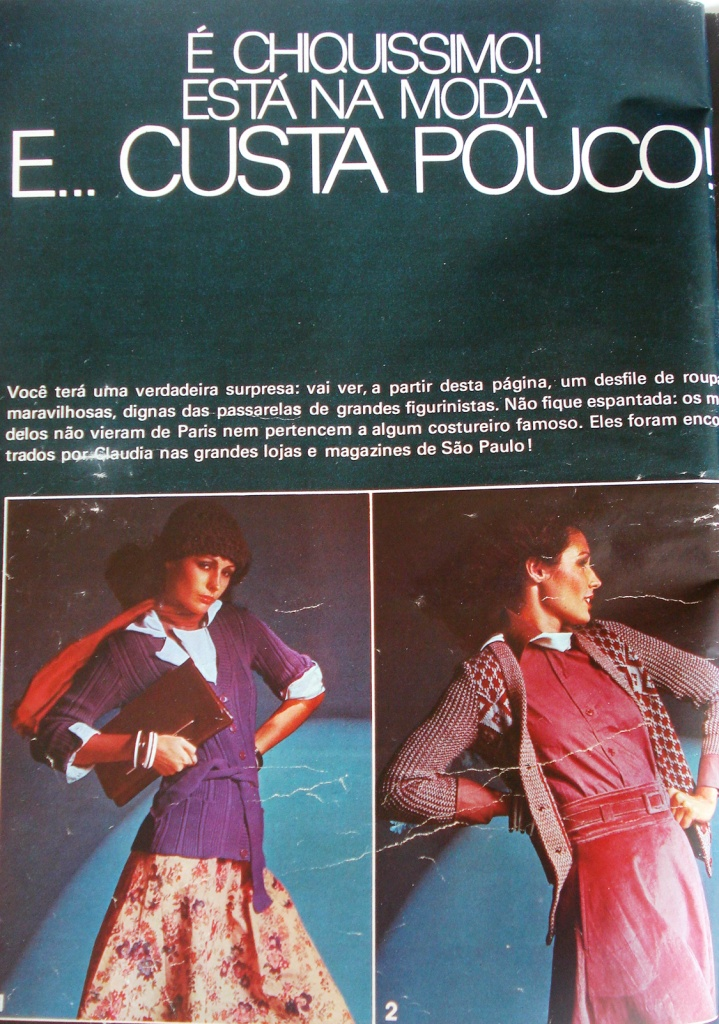 É CHIQUISSIMO!
ESTÁ NA MODA
E... CUSTA POUCO!
Você terá uma verdadeira surpresa: vai ver, a partir desta página, um desfile de roup
maravilhosas, dignas das passarelas de grandes figurinistas. Não fique espantada: os m
delos não vieram de Paris nem pertencem a algum costureiro famoso. Eles foram enco
trados por Claudia nas grandes lojas e magazines de São Paulo!
1
2